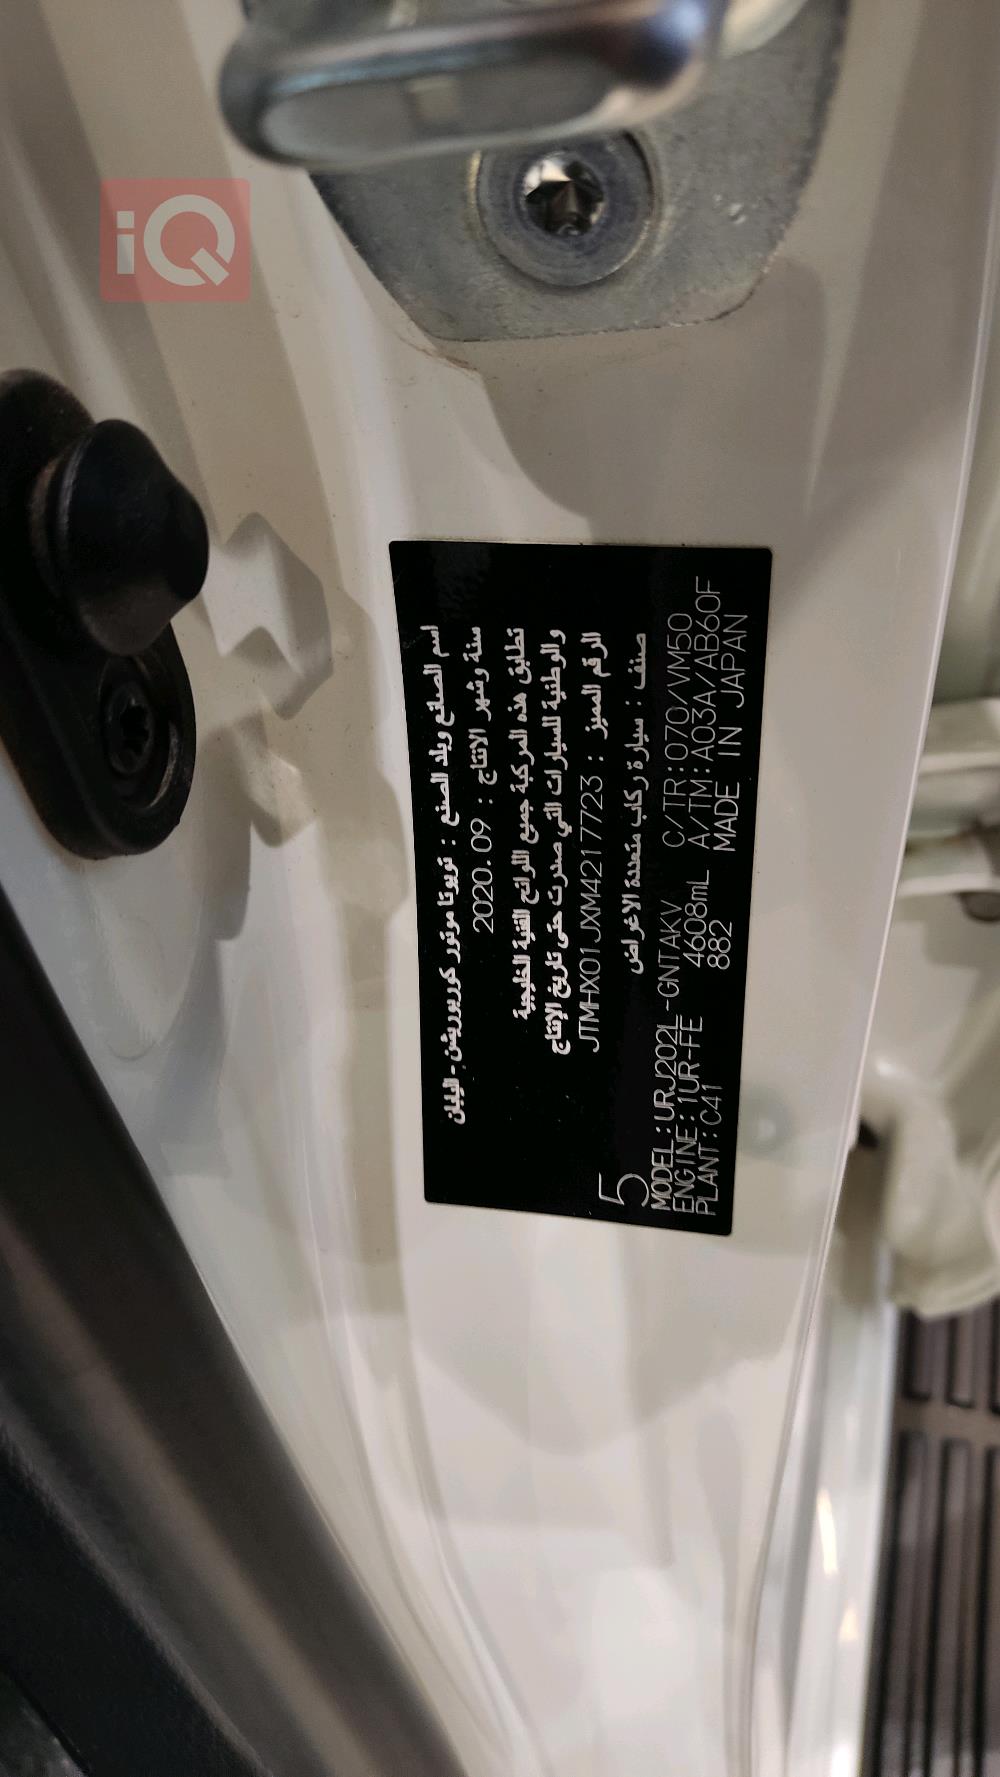 iQ
اسم الصانع وبلد الصنع : تويوتا موتور كوربوريشن - اليابان
سنة وشهر الانتاج : 2020.09
تطابق هذه المركبة جميع اللوائح الفنية الخليجية
والوطنية للسيارات التي صدرت حتى تاريخ الإنتاج
الرقم المميز : JTMHX01JXM4217723
صنف : سيارة ركاب متعددة الاغراض
5
MODEL:URJ202L-GNTAKV C/TR:070/VM50
ENGINE:1UR-FE 4608mL A/TM:A03A/AB60F
PLANT:C41 882 MADE IN JAPAN